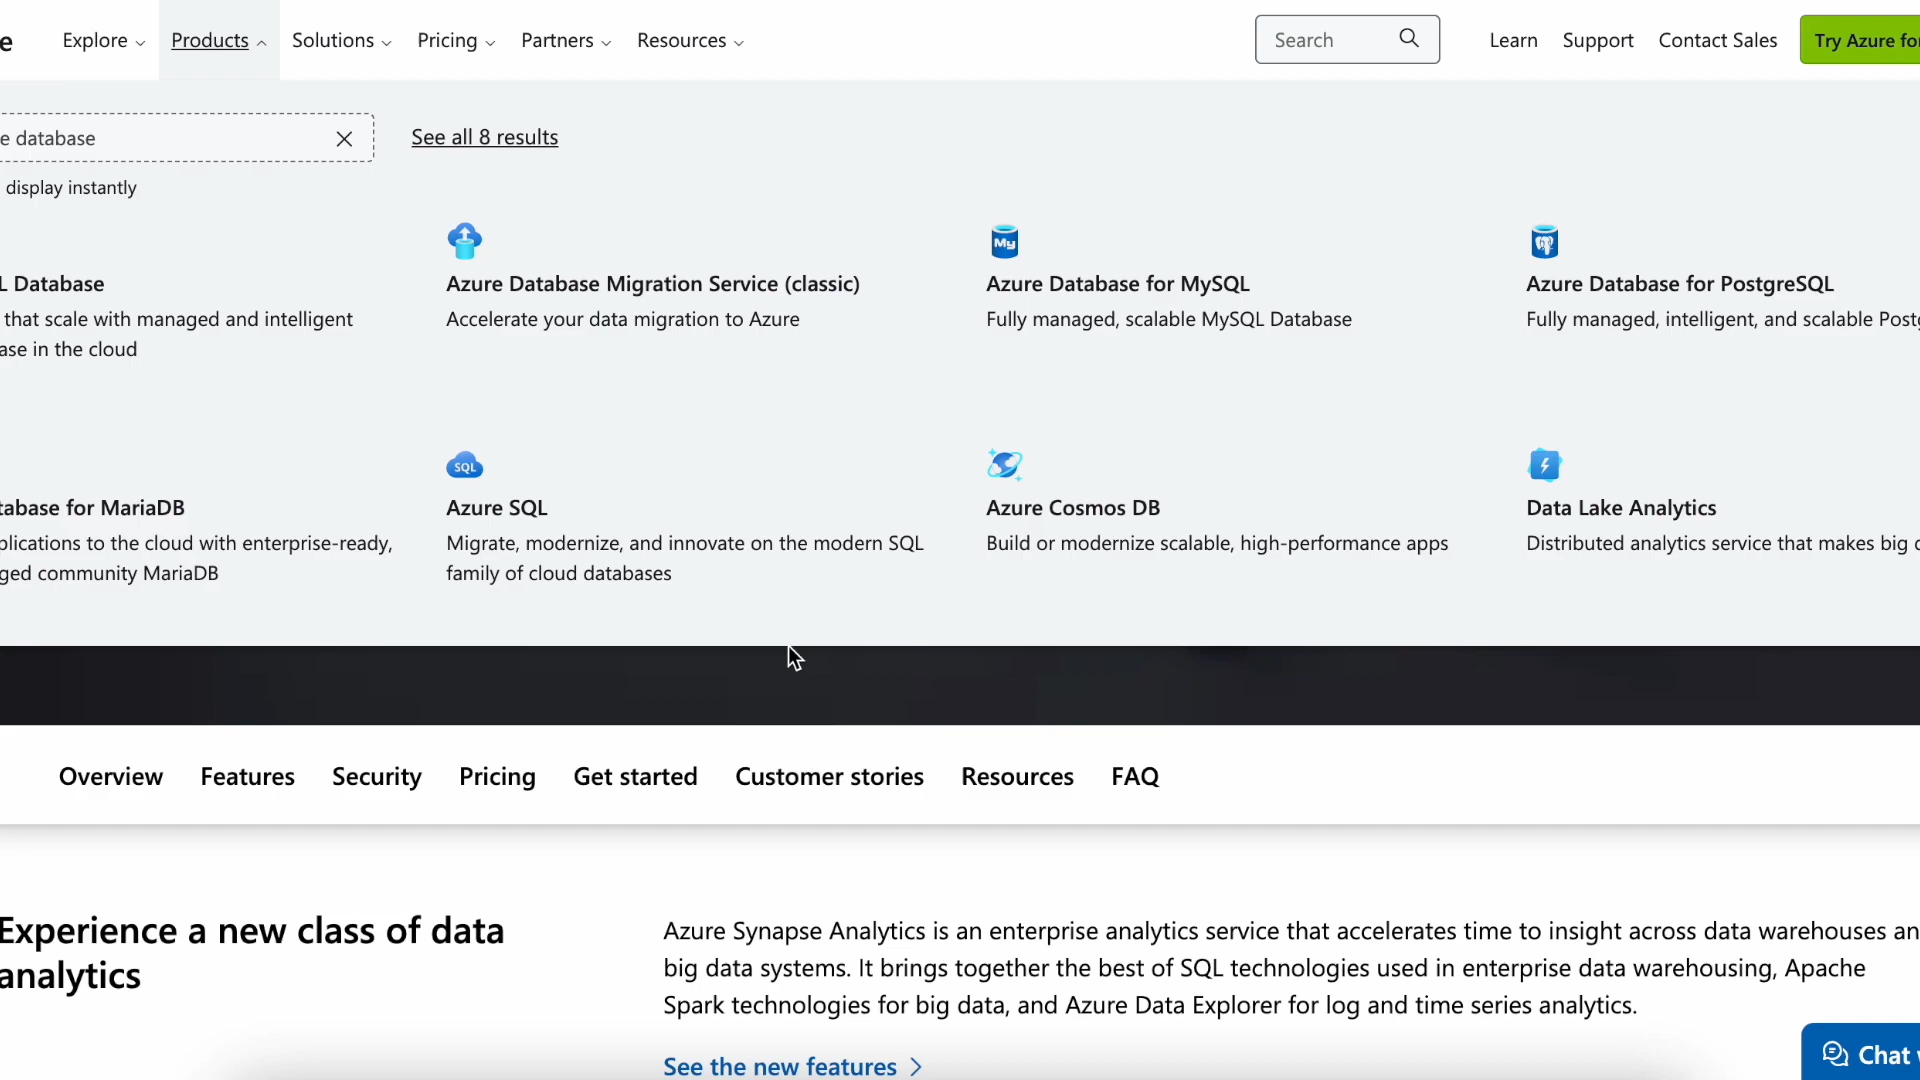 e Explore Products Solutions Pricing Partners Resources Search Learn Support Contact Sales Try Azure for
e database See all 8 results
display instantly
L Database
that scale with managed and intelligent
ase in the cloud
Azure Database Migration Service (classic)
Accelerate your data migration to Azure
My
Azure Database for MySQL
Fully managed, scalable MySQL Database
Azure Database for PostgreSQL
Fully managed, intelligent, and scalable Postg
tabase for MariaDB
plications to the cloud with enterprise-ready,
ged community MariaDB
SQL
Azure SQL
Migrate, modernize, and innovate on the modern SQL
family of cloud databases
Azure Cosmos DB
Build or modernize scalable, high-performance apps
Data Lake Analytics
Distributed analytics service that makes big d
Overview Features Security Pricing Get started Customer stories Resources FAQ
Experience a new class of data
analytics
Azure Synapse Analytics is an enterprise analytics service that accelerates time to insight across data warehouses an
big data systems. It brings together the best of SQL technologies used in enterprise data warehousing, Apache
Spark technologies for big data, and Azure Data Explorer for log and time series analytics.
See the new features
Chat w